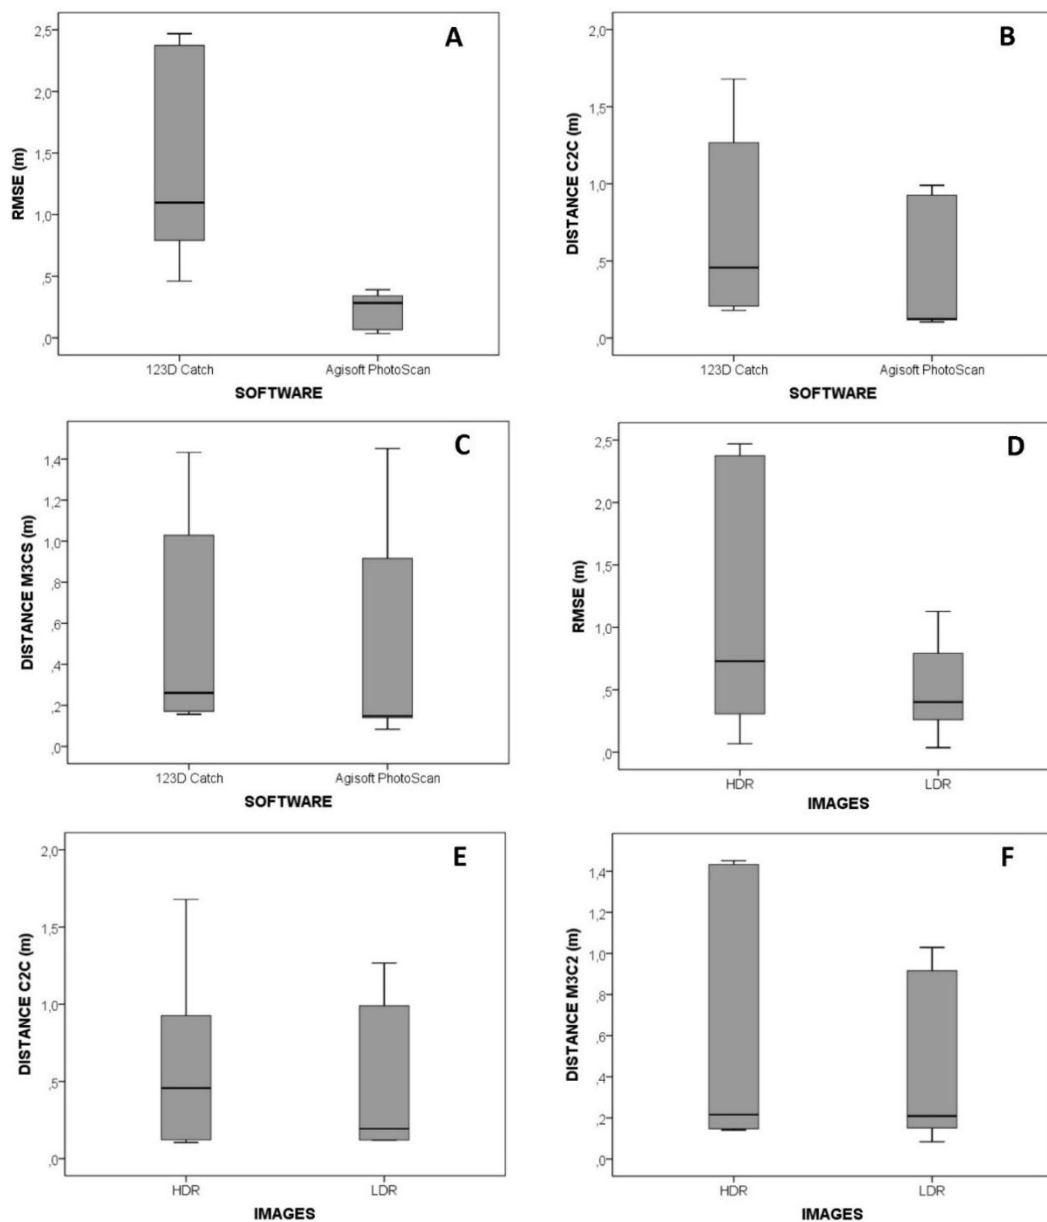 A
RMSE (m)
2,5
2,0
1,5
1,0
,5
,0
123D Catch Agisoft PhotoScan
SOFTWARE
B
DISTANCE C2C (m)
2,0
1,5
1,0
,5
,0
123D Catch Agisoft PhotoScan
SOFTWARE
C
DISTANCE M3CS (m)
1,4
1,2
1,0
,8
,6
,4
,2
,0
123D Catch Agisoft PhotoScan
SOFTWARE
D
RMSE (m)
2,5
2,0
1,5
1,0
,5
,0
HDR LDR
IMAGES
E
DISTANCE C2C (m)
2,0
1,5
1,0
,5
,0
HDR LDR
IMAGES
F
DISTANCE M3C2 (m)
1,4
1,2
1,0
,8
,6
,4
,2
,0
HDR LDR
IMAGES